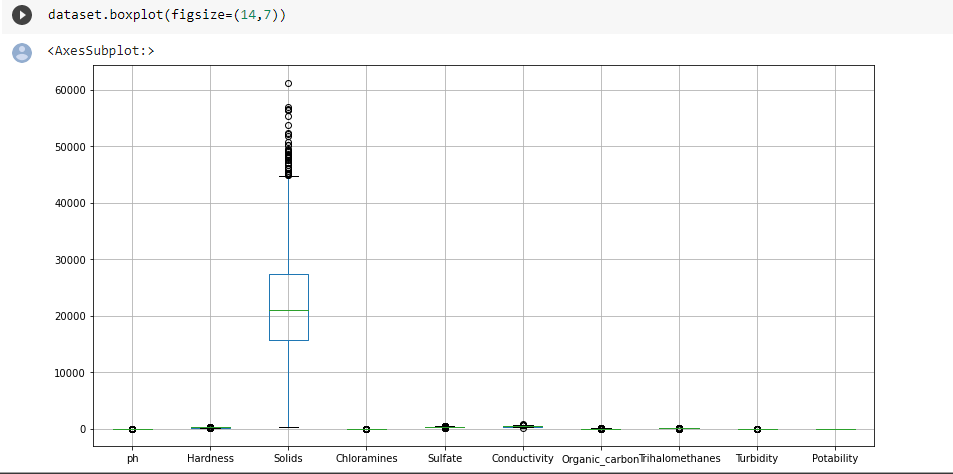 dataset.boxplot(figsize=(14,7))
<AxesSubplot:>
60000
50000
40000
30000
20000
10000
0
ph Hardness Solids Chloramines Sulfate Conductivity Organic_carbon Trihalomethanes Turbidity Potability